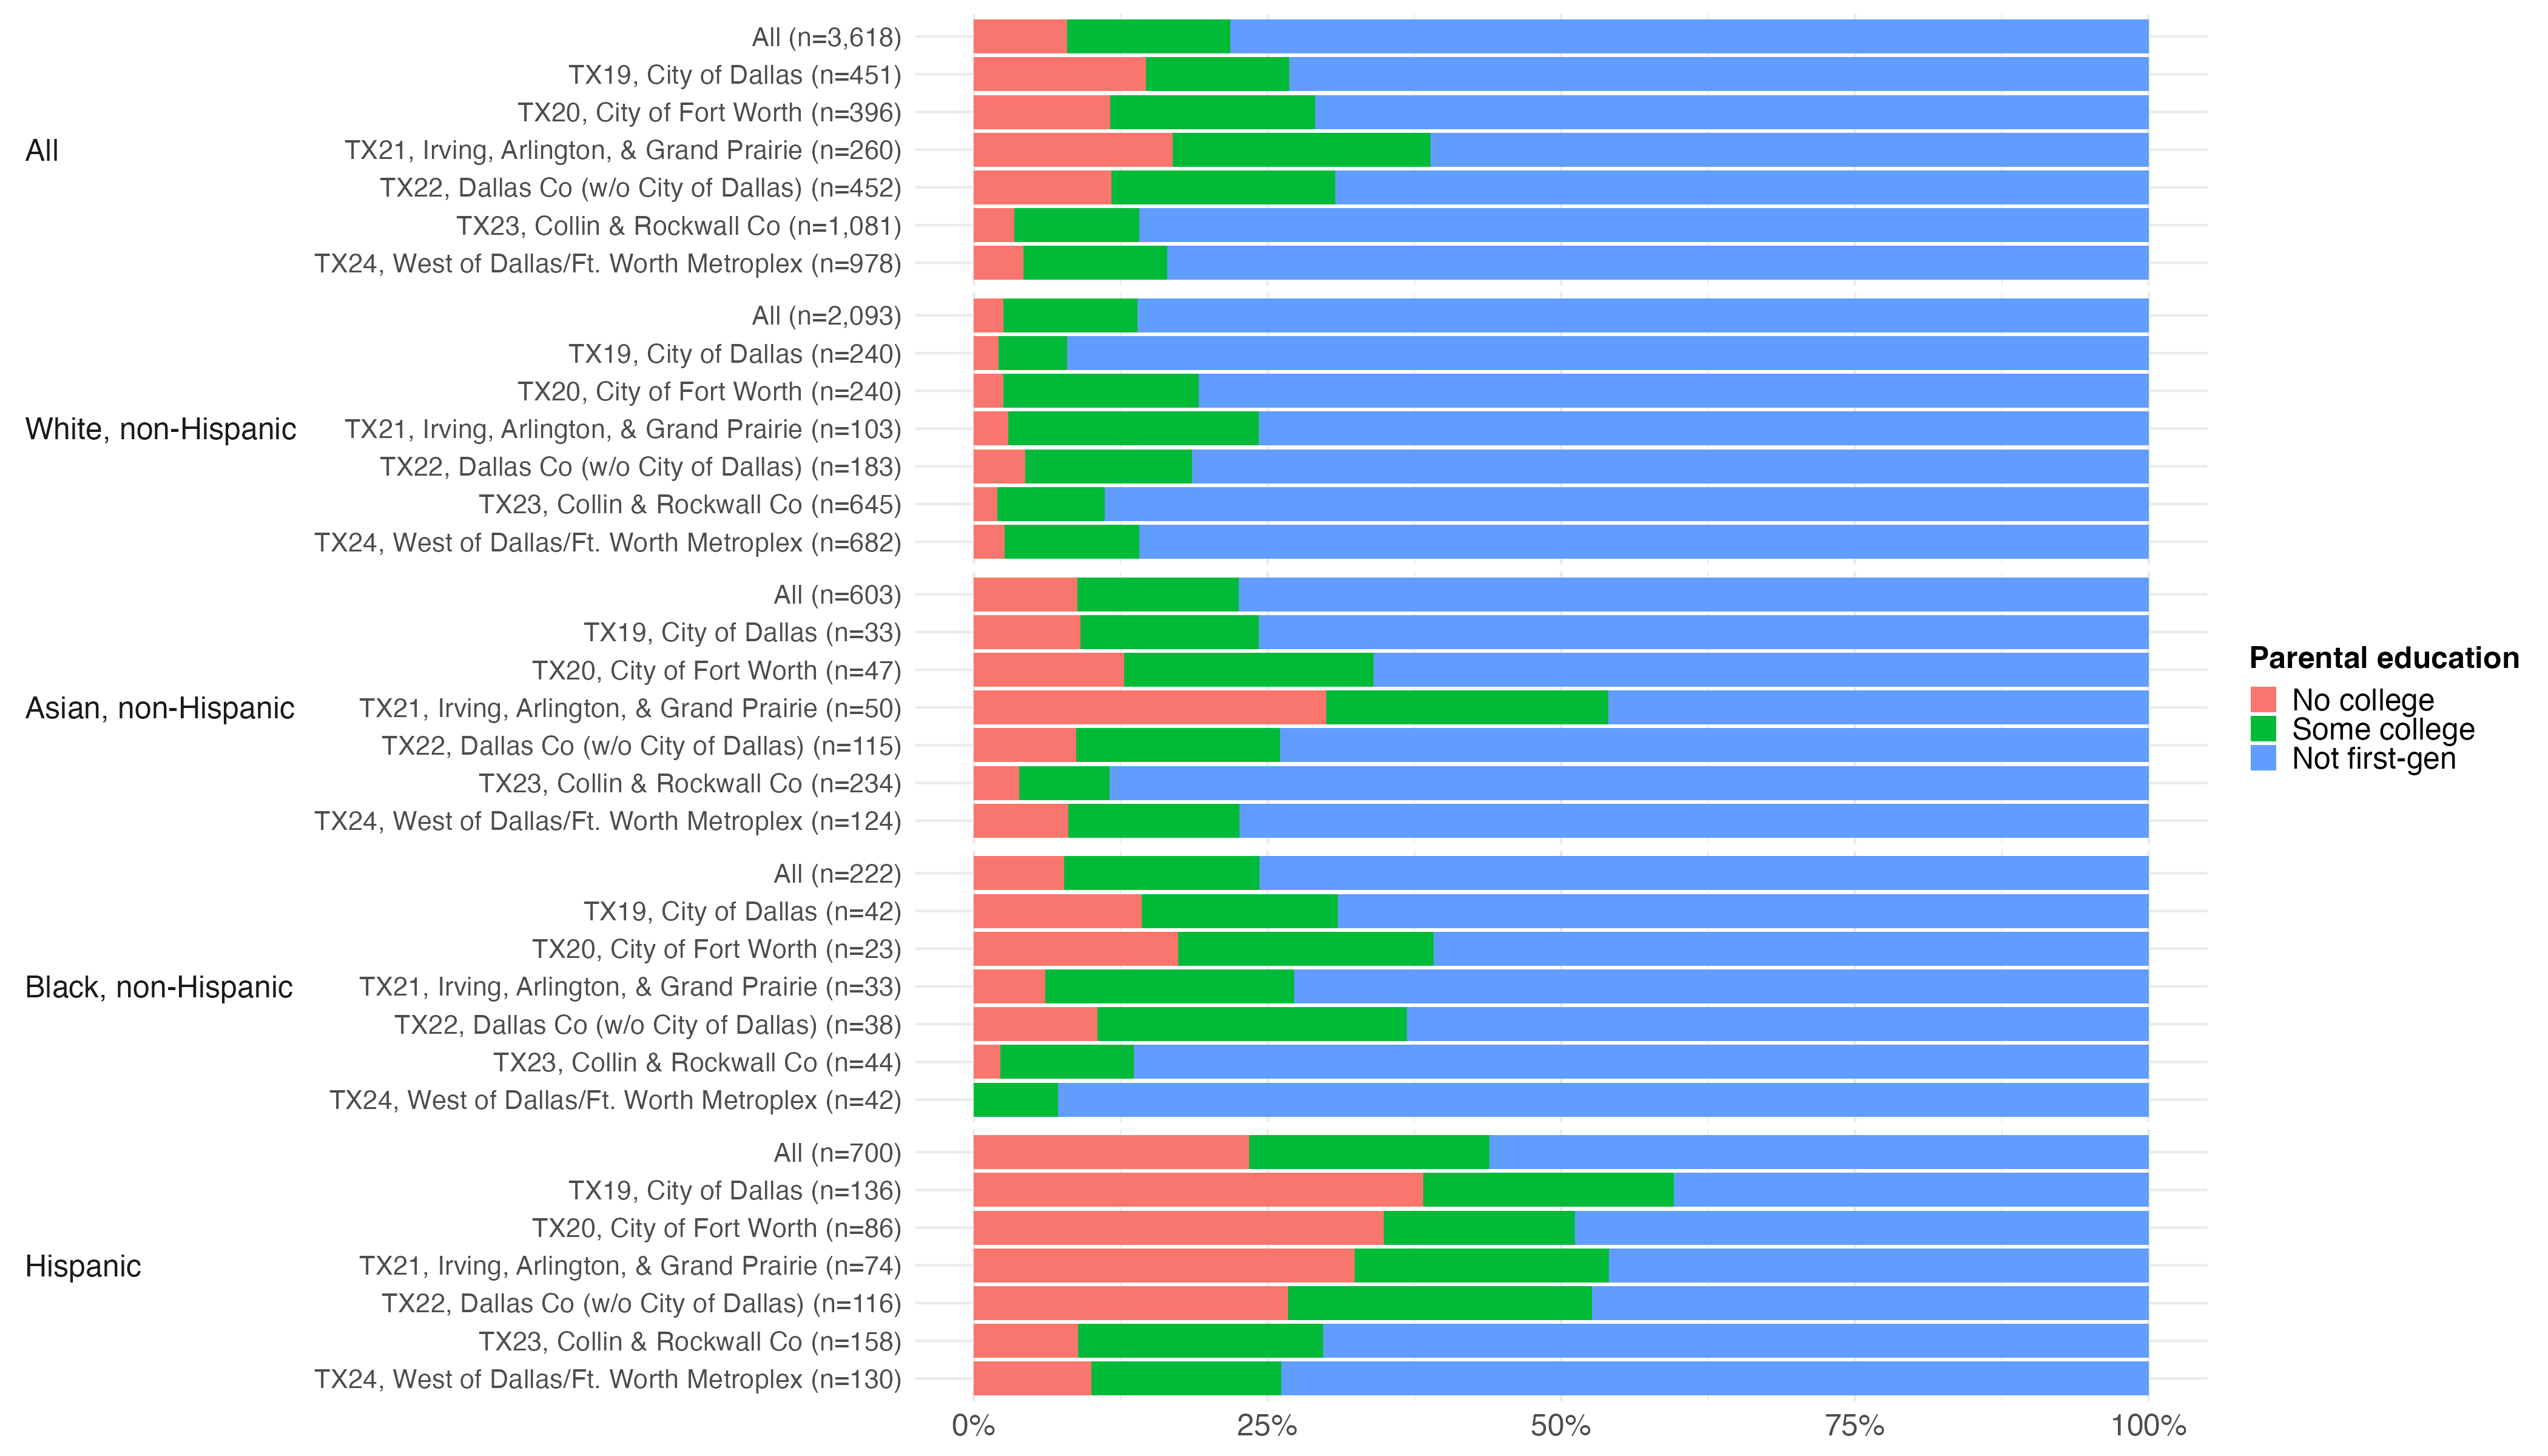 All
All (n=3,618)
TX19, City of Dallas (n=451)
TX20, City of Fort Worth (n=396)
TX21, Irving, Arlington, & Grand Prairie (n=260)
TX22, Dallas Co (w/o City of Dallas) (n=452)
TX23, Collin & Rockwall Co (n=1,081)
TX24, West of Dallas/Ft. Worth Metroplex (n=978)
White, non-Hispanic
All (n=2,093)
TX19, City of Dallas (n=240)
TX20, City of Fort Worth (n=240)
TX21, Irving, Arlington, & Grand Prairie (n=103)
TX22, Dallas Co (w/o City of Dallas) (n=183)
TX23, Collin & Rockwall Co (n=645)
TX24, West of Dallas/Ft. Worth Metroplex (n=682)
Asian, non-Hispanic
All (n=603)
TX19, City of Dallas (n=33)
TX20, City of Fort Worth (n=47)
TX21, Irving, Arlington, & Grand Prairie (n=50)
TX22, Dallas Co (w/o City of Dallas) (n=115)
TX23, Collin & Rockwall Co (n=234)
TX24, West of Dallas/Ft. Worth Metroplex (n=124)
Black, non-Hispanic
All (n=222)
TX19, City of Dallas (n=42)
TX20, City of Fort Worth (n=23)
TX21, Irving, Arlington, & Grand Prairie (n=33)
TX22, Dallas Co (w/o City of Dallas) (n=38)
TX23, Collin & Rockwall Co (n=44)
TX24, West of Dallas/Ft. Worth Metroplex (n=42)
Hispanic
All (n=700)
TX19, City of Dallas (n=136)
TX20, City of Fort Worth (n=86)
TX21, Irving, Arlington, & Grand Prairie (n=74)
TX22, Dallas Co (w/o City of Dallas) (n=116)
TX23, Collin & Rockwall Co (n=158)
TX24, West of Dallas/Ft. Worth Metroplex (n=130)
0% 25% 50% 75% 100%
Parental education
No college
Some college
Not first-gen